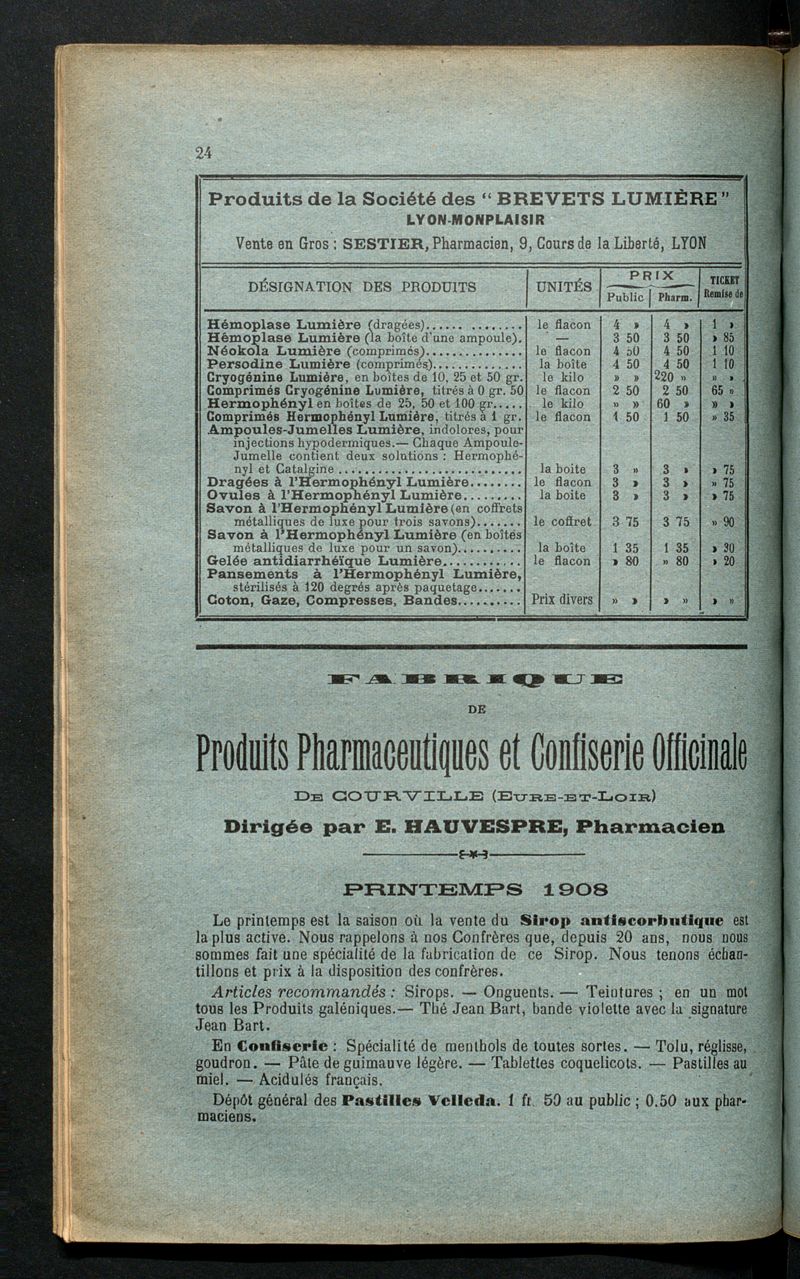 24
Produits de la Société des “ BREVETS LUMIÈRE ”
LYON-MONPLAISIR
Vente en Gros : SESTIER, Pharmacien, 9, Cours de la Liberté, LYON
DÉSIGNATION DES PRODUITS UNITÉS PRIX TICKET
Public Pharm. Remise de
Hémoplase Lumière (dragées)...... ........ le flacon 4 » 4 » 1 »
Hémoplase Lumière (la boîte d'une ampoule). — 3 50 3 50 » 85
Néokola Lumière (comprimés)............... le flacon 4 50 4 50 1 10
Persodine Lumière (comprimés).............. la boîte 4 50 4 50 1 10
Cryogénine Lumière, en boîtes de 10, 25 et 50 gr. le kilo » » 220 » » »
Comprimés Cryogénine Lumière, titrés à 0 gr. 50 le flacon 2 50 2 50 65 »
Hermophényl en boîtes de 25, 50 et 100 gr..... le kilo » » 60 » » »
Comprimés Hermophényl Lumière, titrés à 1 gr. le flacon 1 50 1 50 » 35
Ampoules-Jumelles Lumière, indolores, pour
injections hypodermiques.— Chaque Ampoule-
Jumelle contient deux solutions : Hermophé-
nyl et Catalgine ............................ la boite 3 » 3 » » 75
Dragées à l'Hermophényl Lumière........ le flacon 3 » 3 » » 75
Ovules à l'Hermophényl Lumière......... la boite 3 » 3 » » 75
Savon à l'Hermophényl Lumière (en coffrets
métalliques de luxe pour trois savons)....... le coffret 3 75 3 75 » 90
Savon à l'Hermophényl Lumière (en boîtes
métalliques de luxe pour un savon).......... la boîte 1 35 1 35 » 30
Gelée antidiarrhéïque Lumière............ le flacon » 80 » 80 » 20
Pansements à l'Hermophényl Lumière,
stérilisés à 120 degrés après paquetage.......
Coton, Gaze, Compresses, Bandes.......... Prix divers » » » » » »
FABRIQUE
DE
Produits Pharmaceutiques et Confiserie Officinale
DE COURVILLE (EURE-ET-LOIR)
Dirigée par E. HAUVESPRE, Pharmacien
PRINTEMPS 1908
Le printemps est la saison où la vente du Sirop antiscorbutique est
la plus active. Nous rappelons à nos Confrères que, depuis 20 ans, nous nous
sommes fait une spécialité de la fabrication de ce Sirop. Nous tenons échan-
tillons et prix à la disposition des confrères.
Articles recommandés : Sirops. — Onguents. — Teintures ; en un mot
tous les Produits galéniques.— Thé Jean Bart, bande violette avec la signature
Jean Bart.
En Confiserie : Spécialité de menthols de toutes sortes. — Tolu, réglisse,
goudron. — Pâte de guimauve légère. — Tablettes coquelicots. — Pastilles au
miel. — Acidulés français.
Dépôt général des Pastilles Velleda. 1 fr. 50 au public ; 0.50 aux phar-
maciens.